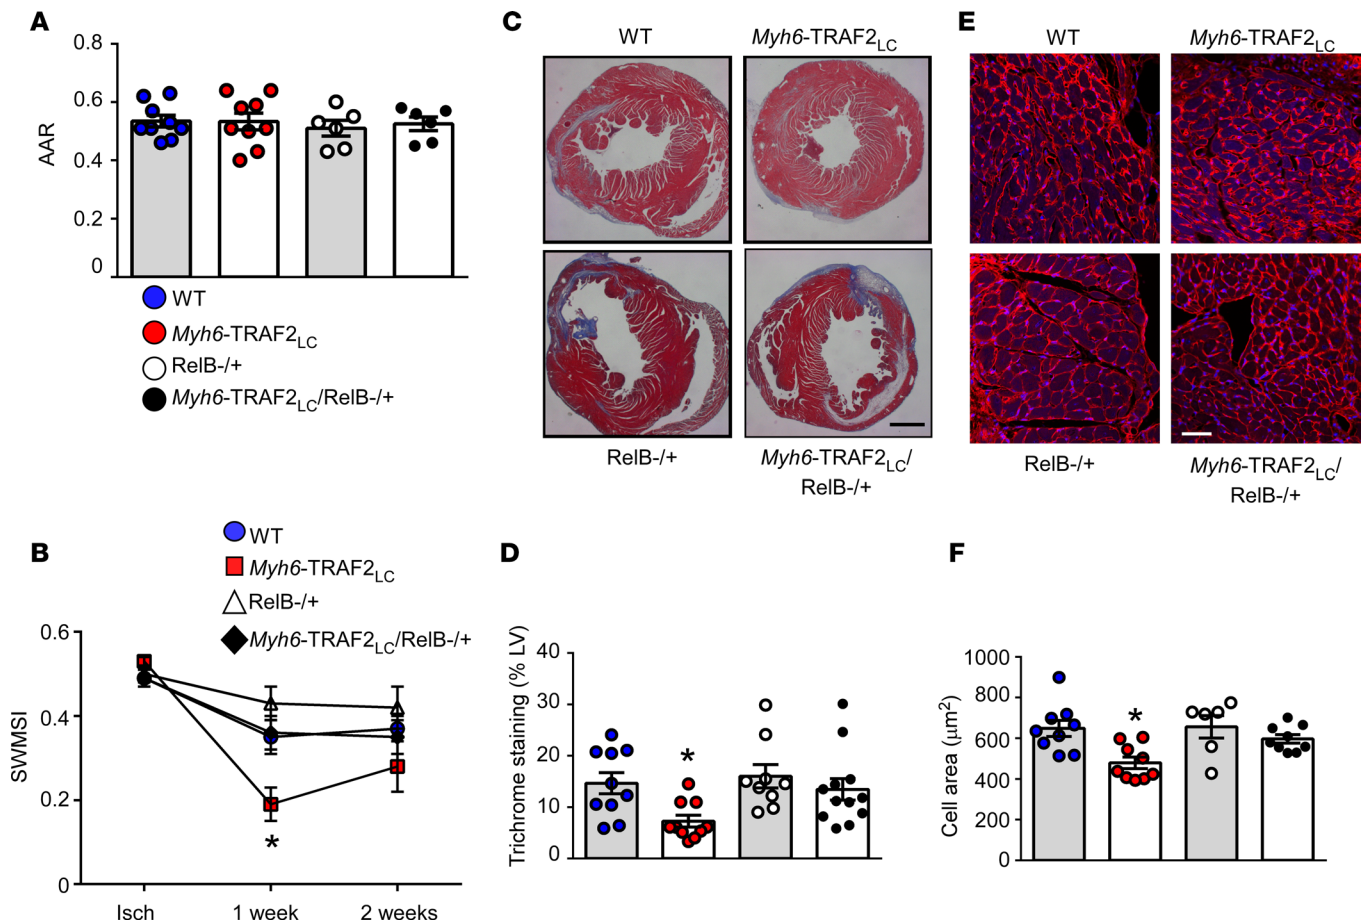 A
AAR
0.8
0.6
0.4
0.2
0
WT
Myh6-TRAF2LC
RelB-/+
Myh6-TRAF2LC/RelB-/+
B
WT
Myh6-TRAF2LC
RelB-/+
Myh6-TRAF2LC/RelB-/+
SWMSI
0.6
0.4
0.2
0
*
Isch
1 week
2 weeks
C
WT
Myh6-TRAF2LC
RelB-/+
Myh6-TRAF2LC/
RelB-/+
D
Trichrome staining (% LV)
40
30
20
10
0
*
E
WT
Myh6-TRAF2LC
RelB-/+
Myh6-TRAF2LC/
RelB-/+
F
Cell area (μm2)
1000
800
600
400
200
0
*